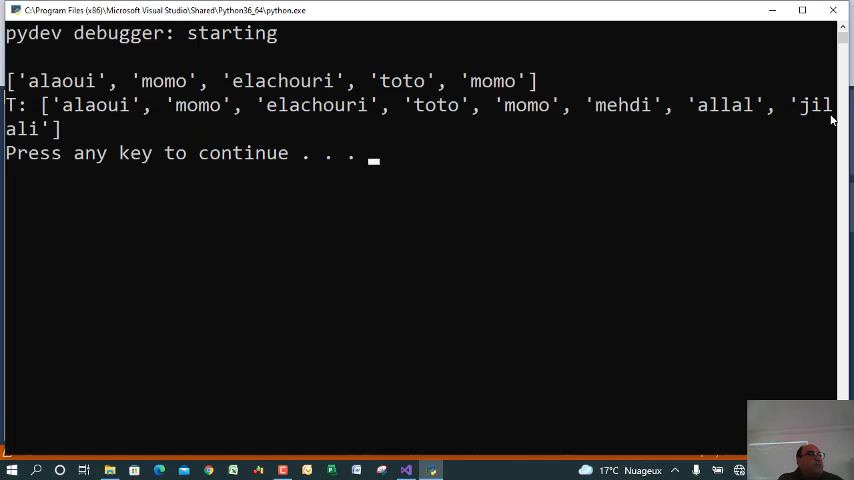 C:\Program Files (x86)\Microsoft Visual Studio\Shared\Python36_64\python.exe
pydev debugger: starting
['alaoui', 'momo', 'elachouri', 'toto', 'momo']
T: ['alaoui', 'momo', 'elachouri', 'toto', 'momo', 'mehdi', 'allal', 'jil
ali']
Press any key to continue . . .
17°C Nuageux